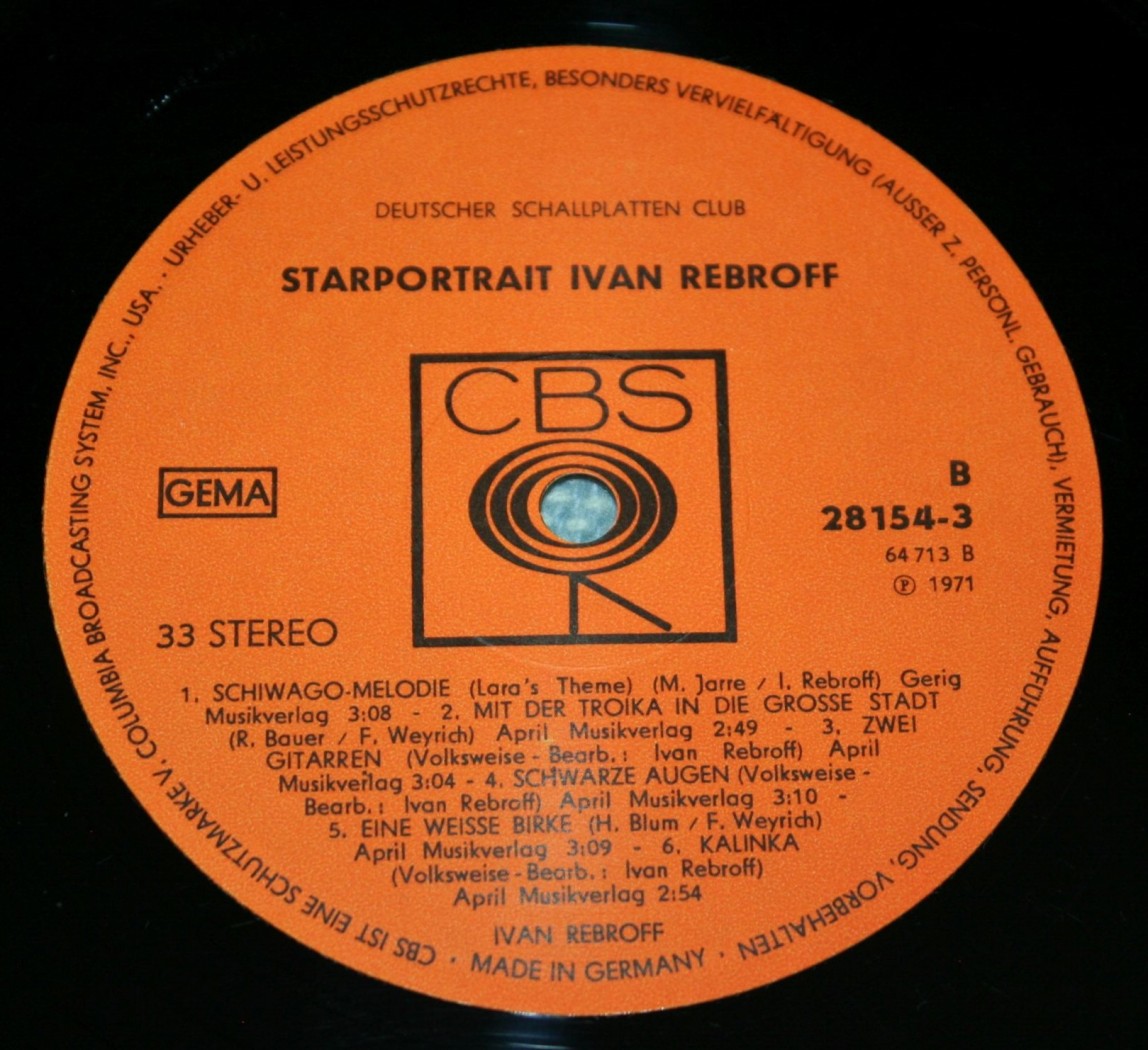 URHEBER- U. LEISTUNGSSCHUTZRECHTE, BESONDERS VERVIELFÄLTIGUNG (AUSSER Z. PERSÖNL. GEBRAUCH), VERMIETUNG, AUFFÜHRUNG, SENDUNG, VORBEHALTEN ·
DEUTSCHER SCHALLPLATTEN CLUB
STARPORTRAIT IVAN REBROFF
CBS
GEMA
33 STEREO
B
28154-3
64 713 B
Ⓟ 1971
1. SCHIWAGO-MELODIE (Lara's Theme) (M. Jarre / I. Rebroff) Gerig
Musikverlag 3:08 - 2. MIT DER TROIKA IN DIE GROSSE STADT
(R. Bauer / F. Weyrich) April Musikverlag 2:49 - 3. ZWEI
GITARREN (Volksweise - Bearb.: Ivan Rebroff) April
Musikverlag 3:04 - 4. SCHWARZE AUGEN (Volksweise -
Bearb.: Ivan Rebroff) April Musikverlag 3:10 -
5. EINE WEISSE BIRKE (H. Blum / F. Weyrich)
April Musikverlag 3:09 - 6. KALINKA
(Volksweise - Bearb.: Ivan Rebroff)
April Musikverlag 2:54
IVAN REBROFF
MADE IN GERMANY ·
CBS IST EINE SCHUTZMARKE V. COLUMBIA BROADCASTING SYSTEM, INC., USA. ·